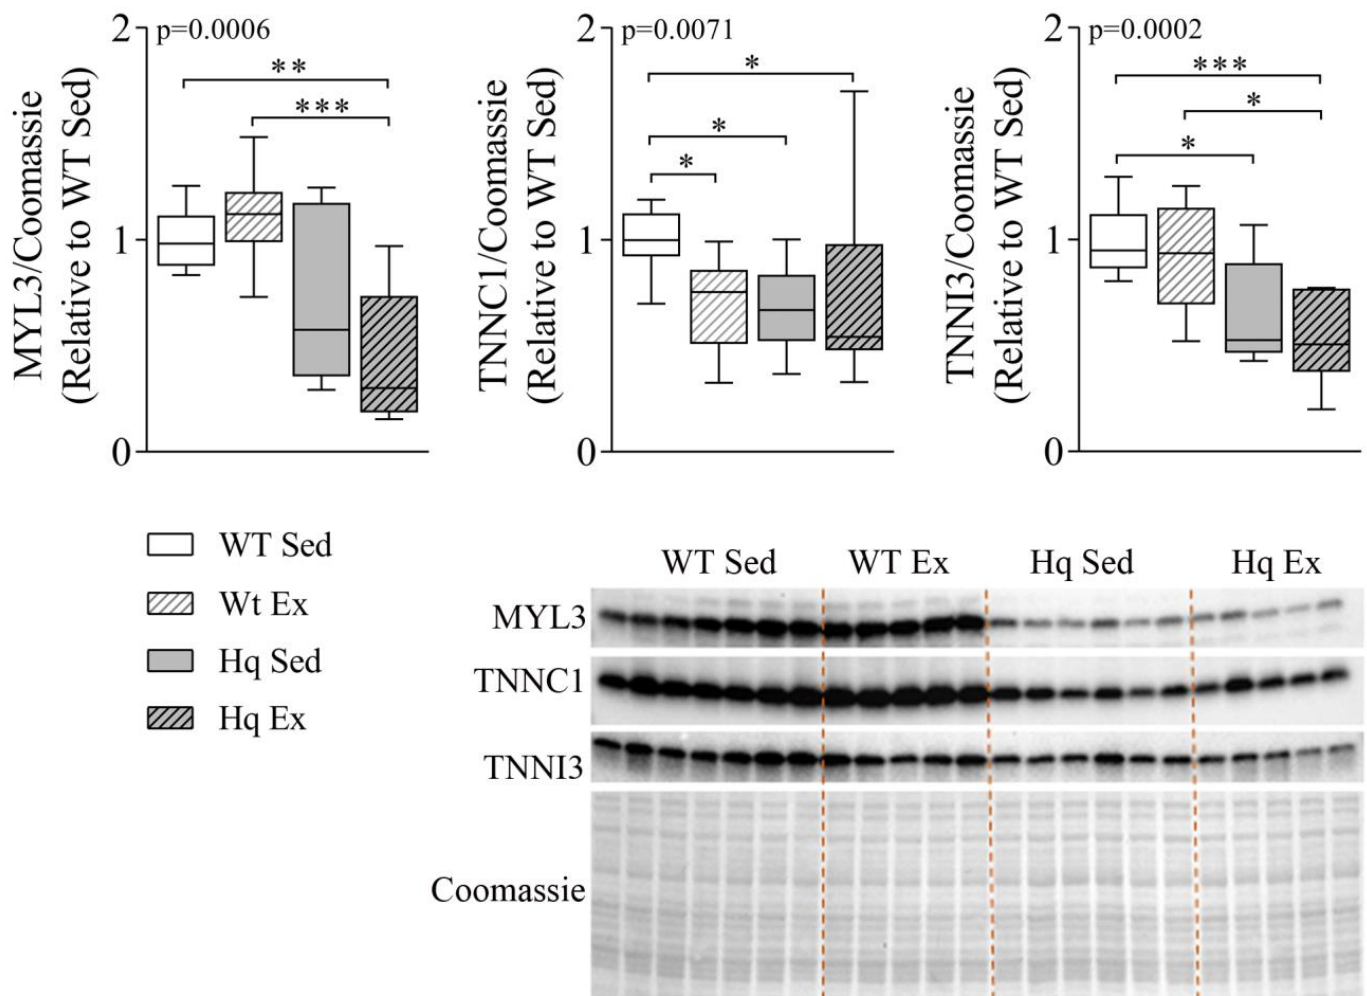 MYL3/Coomassie
(Relative to WT Sed)
2
1
0
p=0.0006
**
***
TNNC1/Coomassie
(Relative to WT Sed)
2
1
0
p=0.0071
*
*
*
TNNI3/Coomassie
(Relative to WT Sed)
2
1
0
p=0.0002
***
*
*
WT Sed
Wt Ex
Hq Sed
Hq Ex
WT Sed WT Ex Hq Sed Hq Ex
MYL3
TNNC1
TNNI3
Coomassie